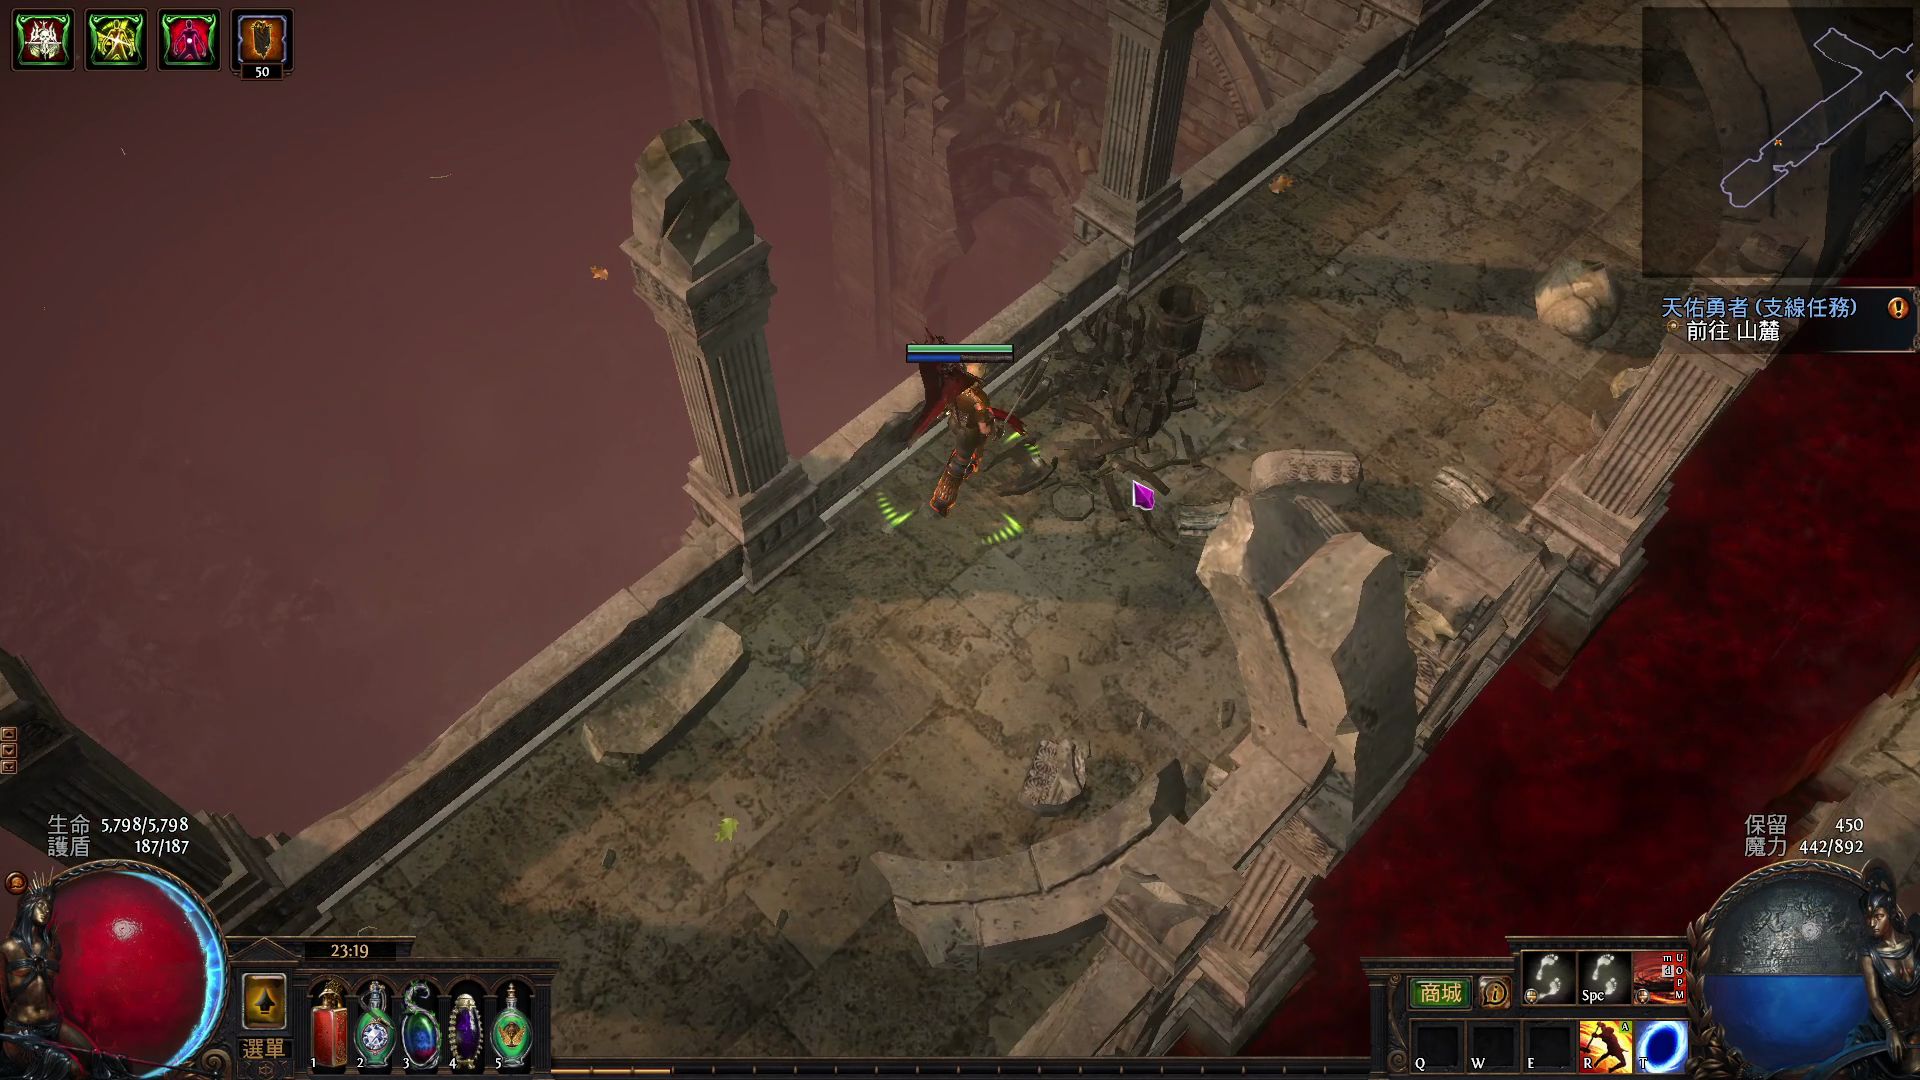 50
天佑勇者 (支線任務)
前往 山麓
生命 5,798/5,798
護盾 187/187
保留 450
魔力 442/892
23:19
選單
1 2 3 4 5
商城
Spc
m U
d O
P
M
A
Q W E R T